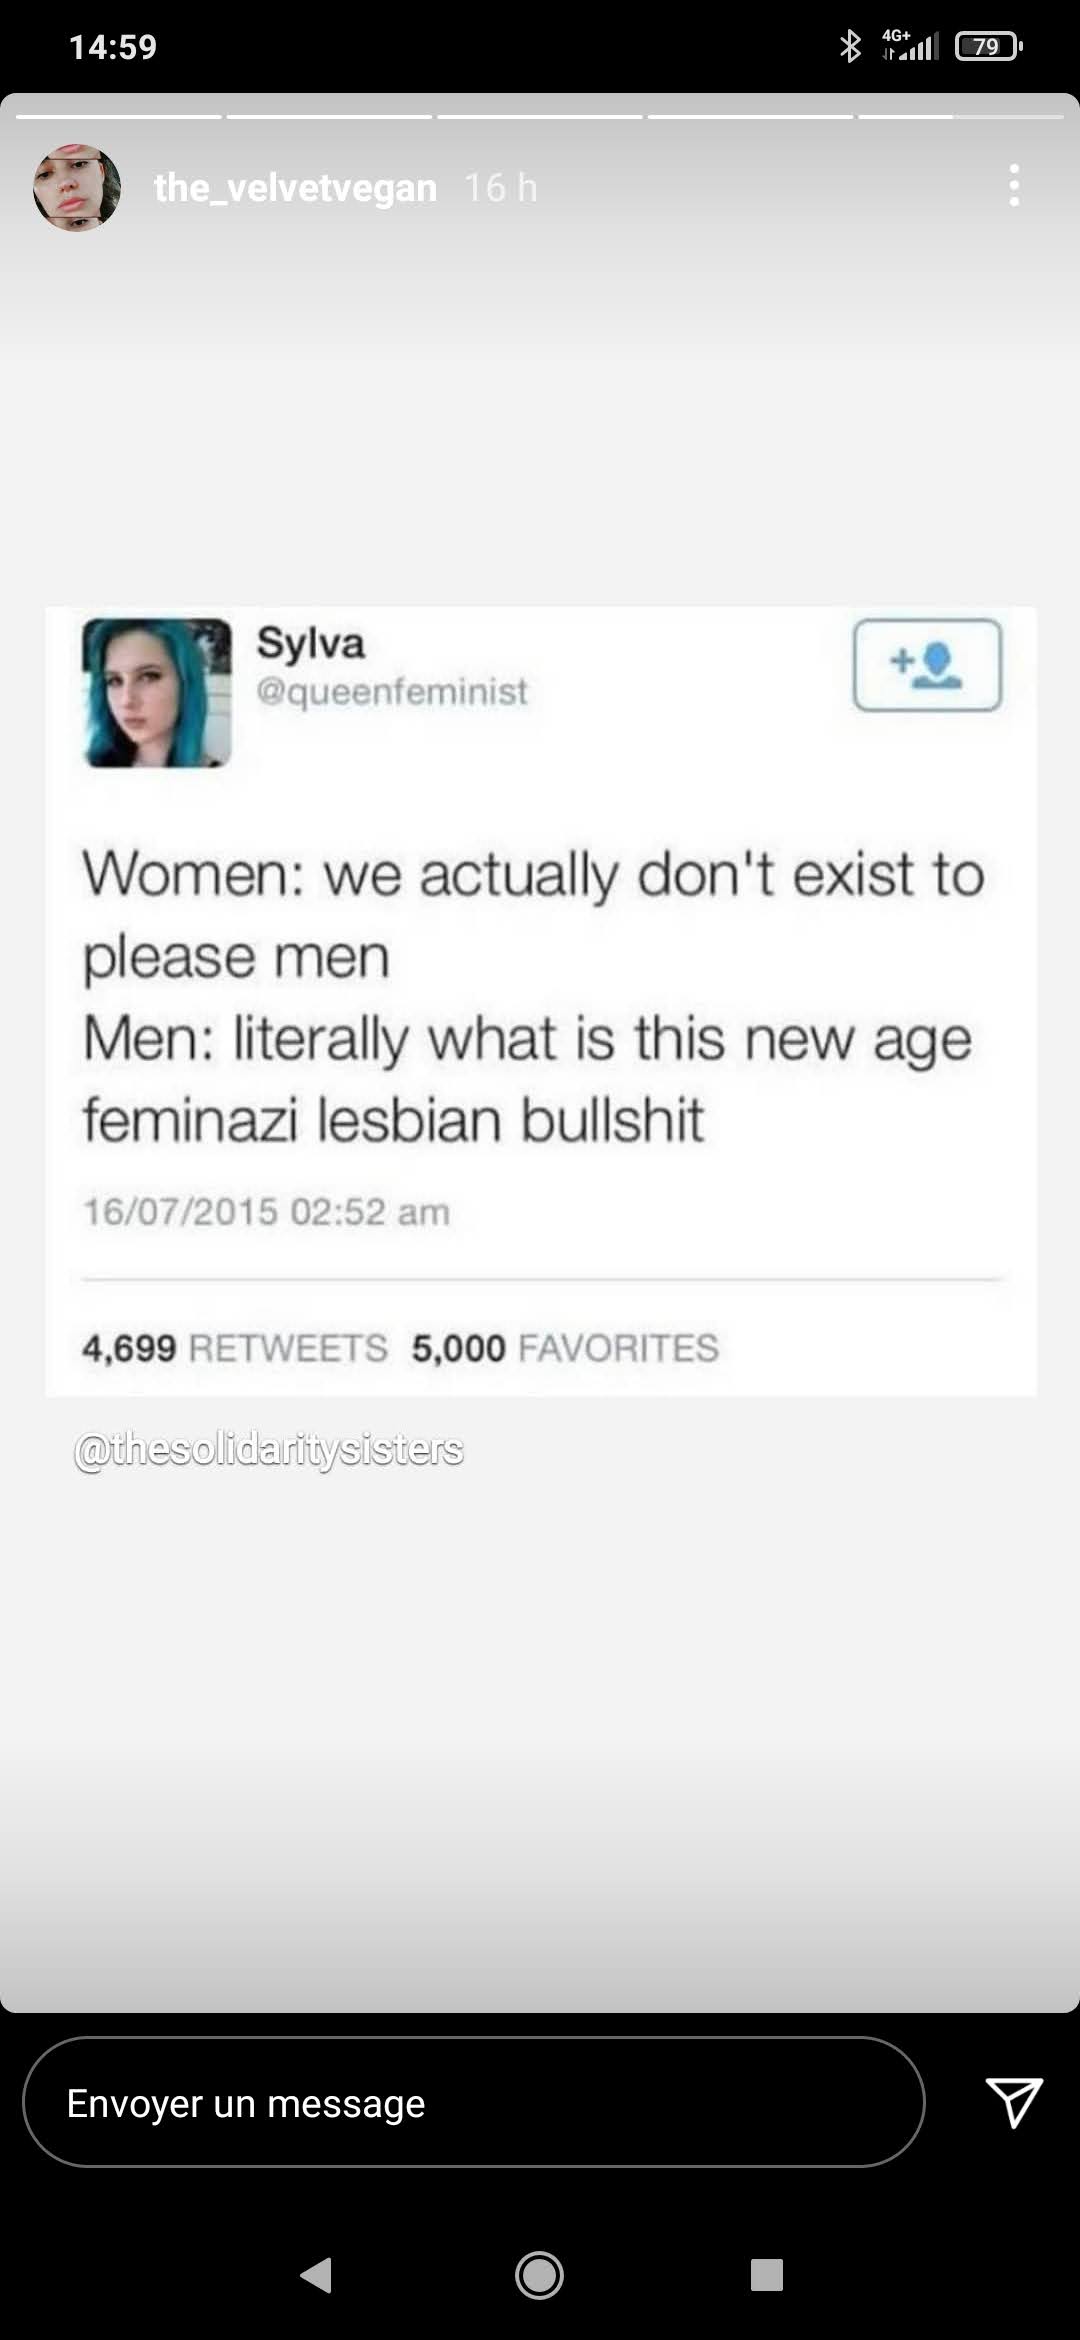 14:59
4G+
79
the_velvetvegan 16 h
Sylva
@queenfeminist
Women: we actually don't exist to
please men
Men: literally what is this new age
feminazi lesbian bullshit
16/07/2015 02:52 am
4,699 RETWEETS 5,000 FAVORITES
@thesolidaritysisters
Envoyer un message